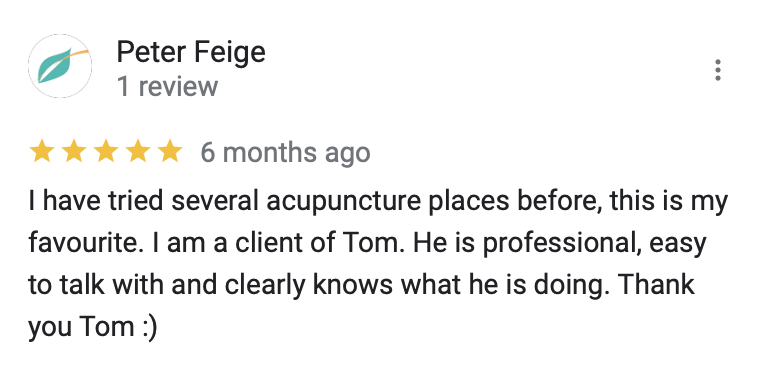 Peter Feige
1 review
6 months ago
I have tried several acupuncture places before, this is my
favourite. I am a client of Tom. He is professional, easy
to talk with and clearly knows what he is doing. Thank
you Tom :)